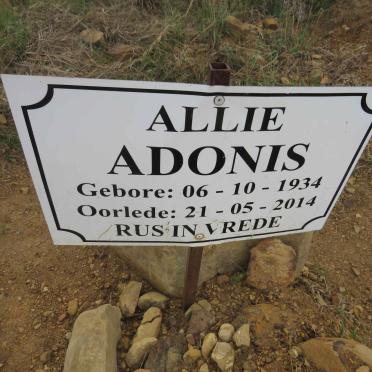 ALLIE
ADONIS
Gebore: 06 - 10 - 1934
Oorlede: 21 - 05 - 2014
RUS IN VREDE